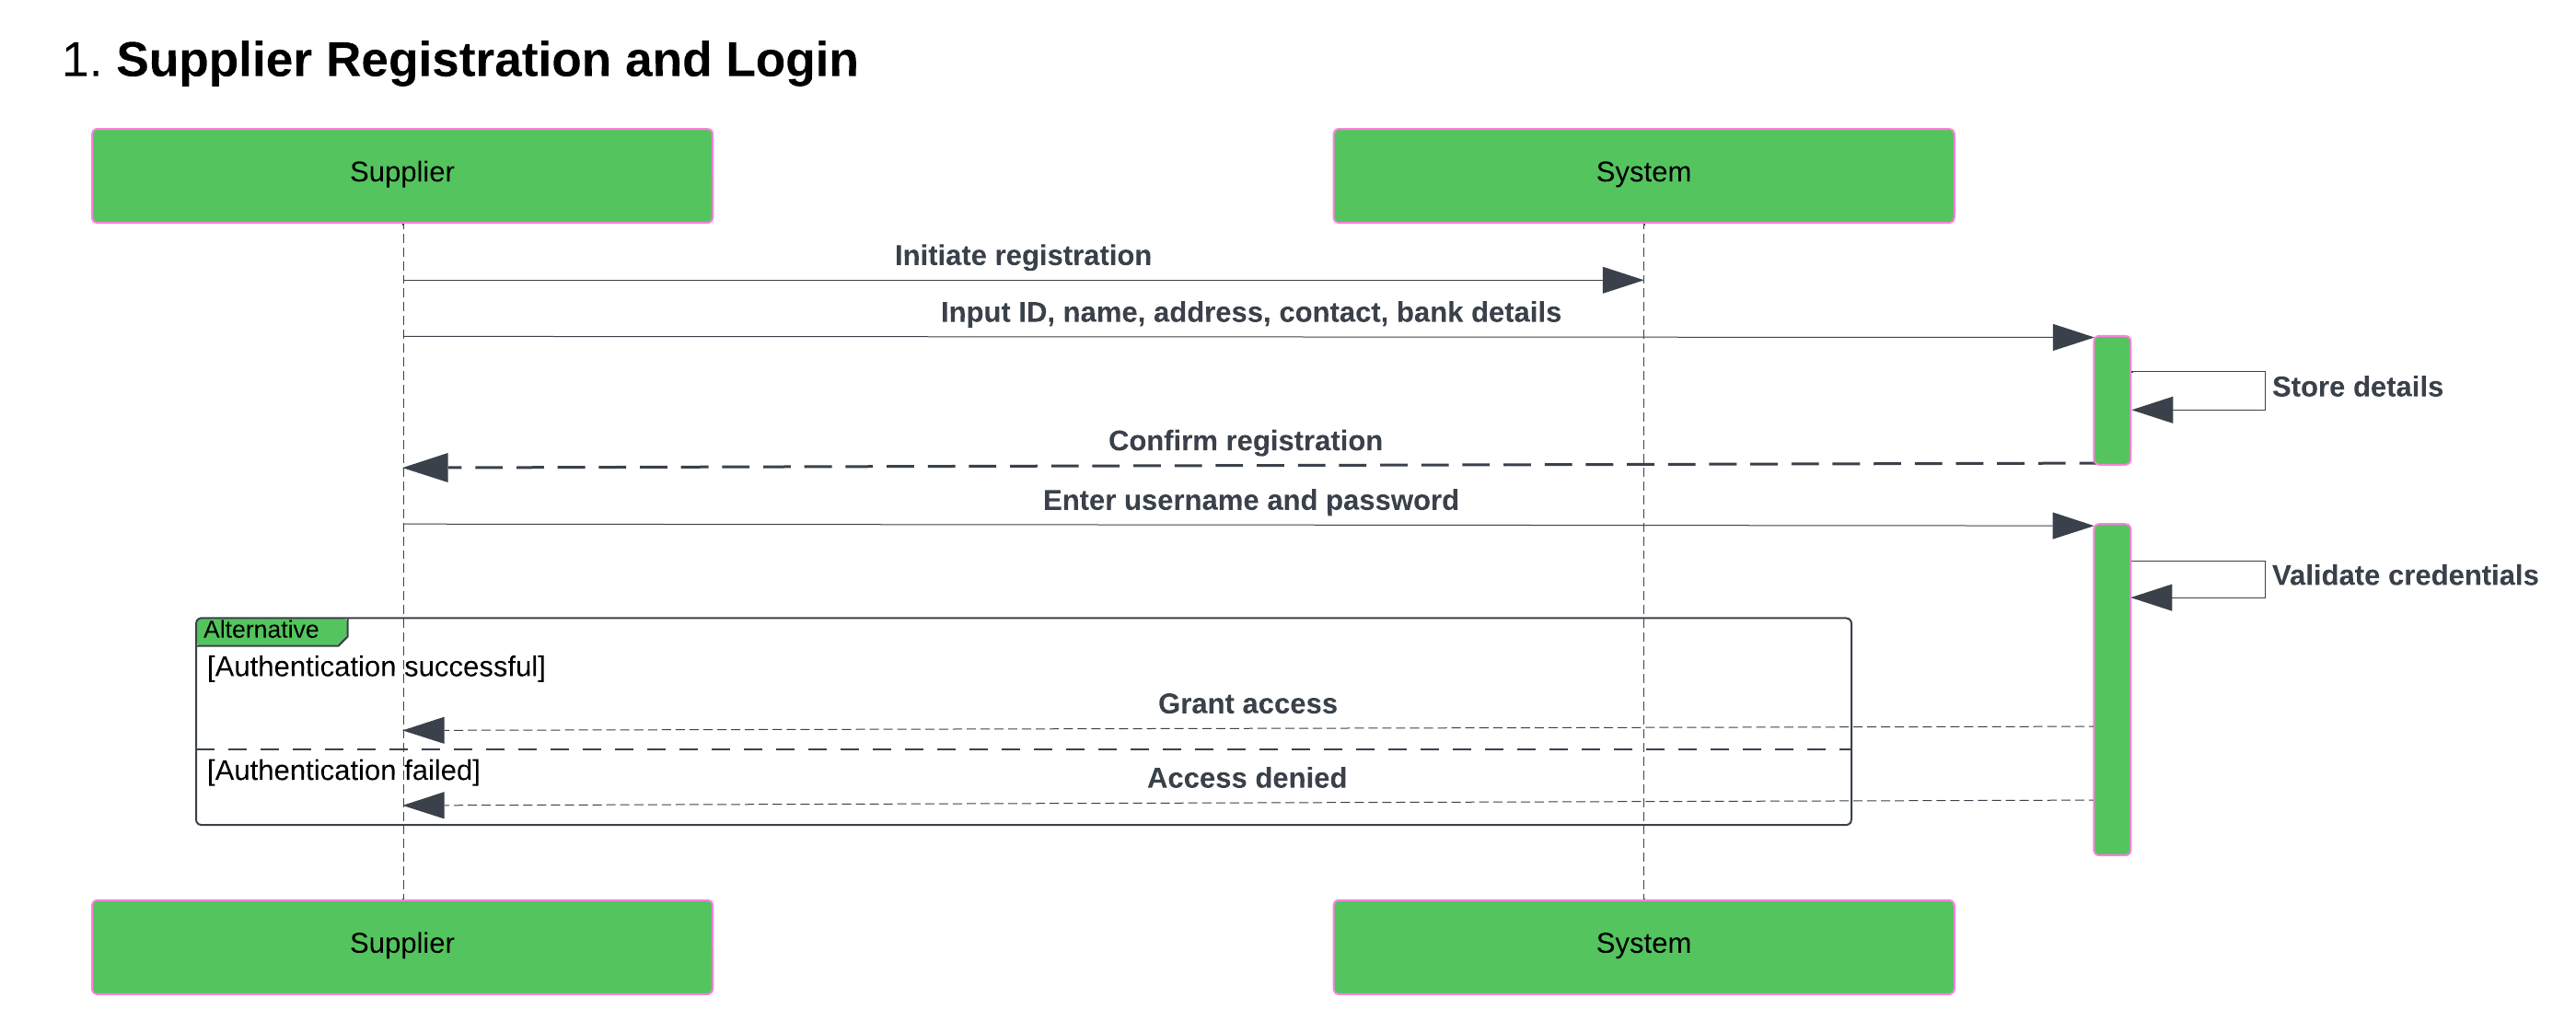 1. Supplier Registration and Login
Supplier
System
Initiate registration
Input ID, name, address, contact, bank details
Store details
Confirm registration
Enter username and password
Validate credentials
Alternative
[Authentication successful]
Grant access
[Authentication failed]
Access denied
Supplier
System